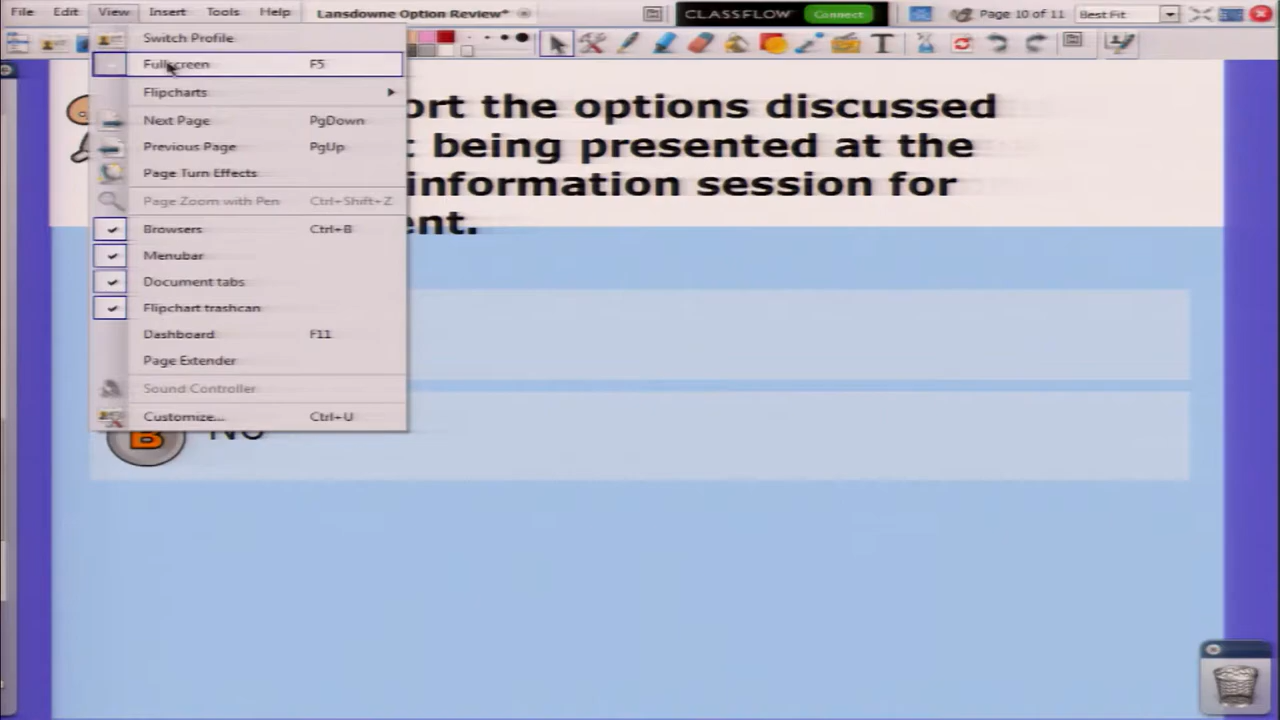 File Edit View Insert Tools Help Lansdowne Option Review* CLASSFLOW Connect Page 10 of 11 Best Fit
Switch Profile
Fullscreen F5
Flipcharts
Next Page PgDown
Previous Page PgUp
Page Turn Effects
Page Zoom with Pen Ctrl+Shift+Z
Browsers Ctrl+B
Menubar
Document tabs
Flipchart trashcan
Dashboard F11
Page Extender
Sound Controller
Customize... Ctrl+U
ort the options discussed
being presented at the
information session for
ent.
B No
T